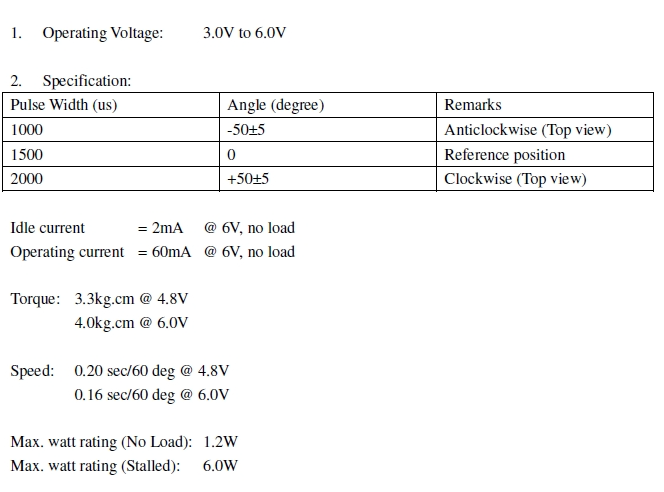 1. Operating Voltage: 3.0V to 6.0V
2. Specification:
Pulse Width (us) Angle (degree) Remarks
1000 -50±5 Anticlockwise (Top view)
1500 0 Reference position
2000 +50±5 Clockwise (Top view)
Idle current = 2mA @ 6V, no load
Operating current = 60mA @ 6V, no load
Torque: 3.3kg.cm @ 4.8V
4.0kg.cm @ 6.0V
Speed: 0.20 sec/60 deg @ 4.8V
0.16 sec/60 deg @ 6.0V
Max. watt rating (No Load): 1.2W
Max. watt rating (Stalled): 6.0W